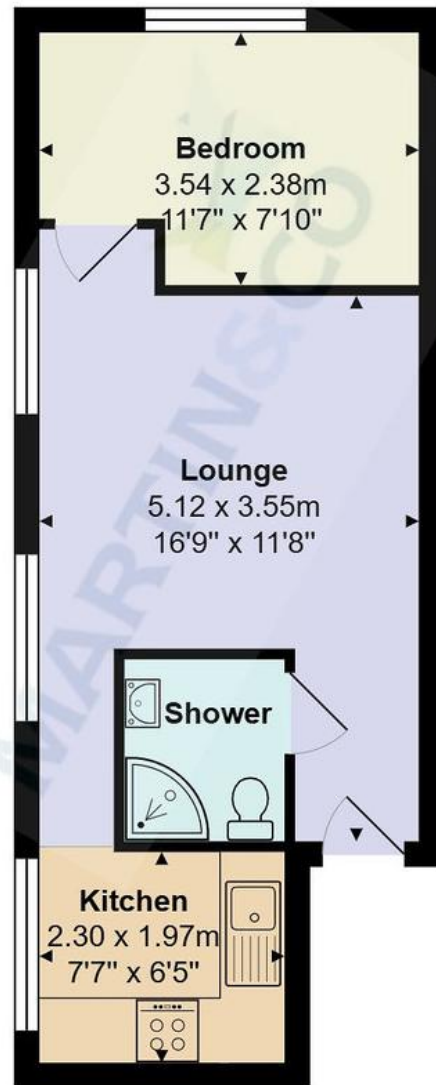 Bedroom
3.54 x 2.38m
11'7" x 7'10"
Lounge
5.12 x 3.55m
16'9" x 11'8"
Shower
Kitchen
2.30 x 1.97m
7'7" x 6'5"
MARTIN&CO